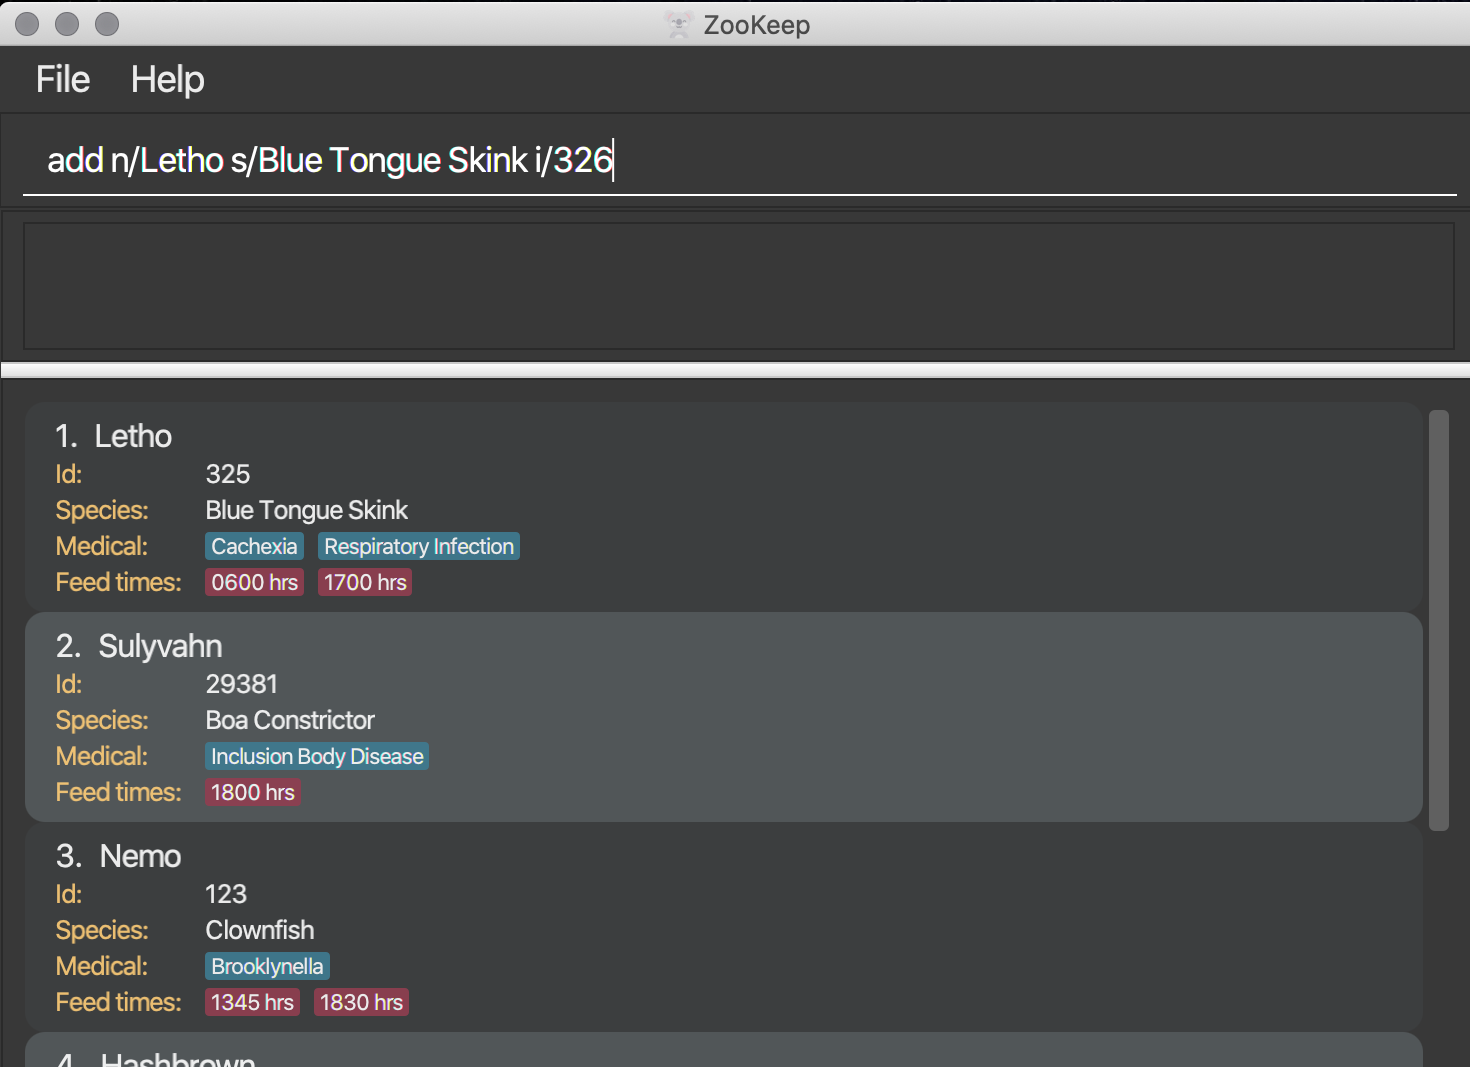 ZooKeep
File Help
add n/Letho s/Blue Tongue Skink i/326
1. Letho
Id: 325
Species: Blue Tongue Skink
Medical: Cachexia Respiratory Infection
Feed times: 0600 hrs 1700 hrs
2. Sulyvahn
Id: 29381
Species: Boa Constrictor
Medical: Inclusion Body Disease
Feed times: 1800 hrs
3. Nemo
Id: 123
Species: Clownfish
Medical: Brooklynella
Feed times: 1345 hrs 1830 hrs
4. Hashbrown